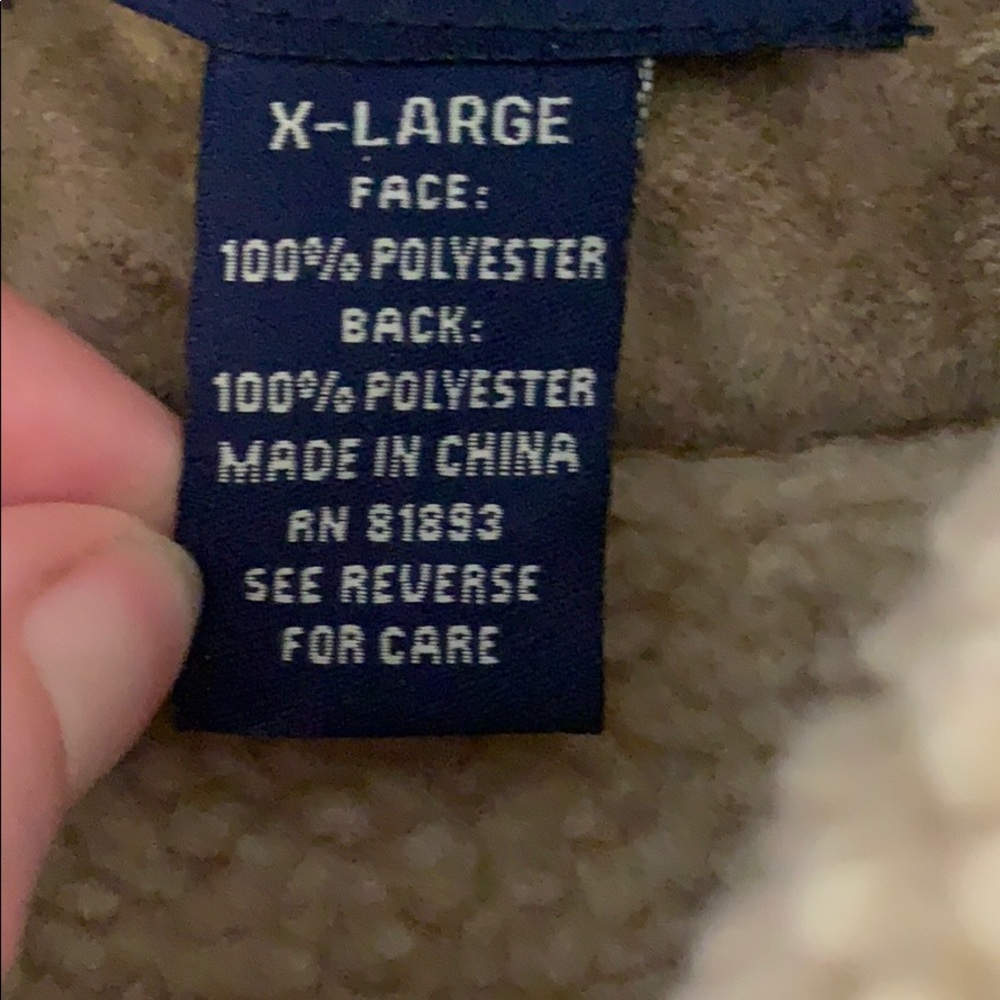 X-LARGE
FACE:
100% POLYESTER
BACK:
100% POLYESTER
MADE IN CHINA
RN 81893
SEE REVERSE
FOR CARE